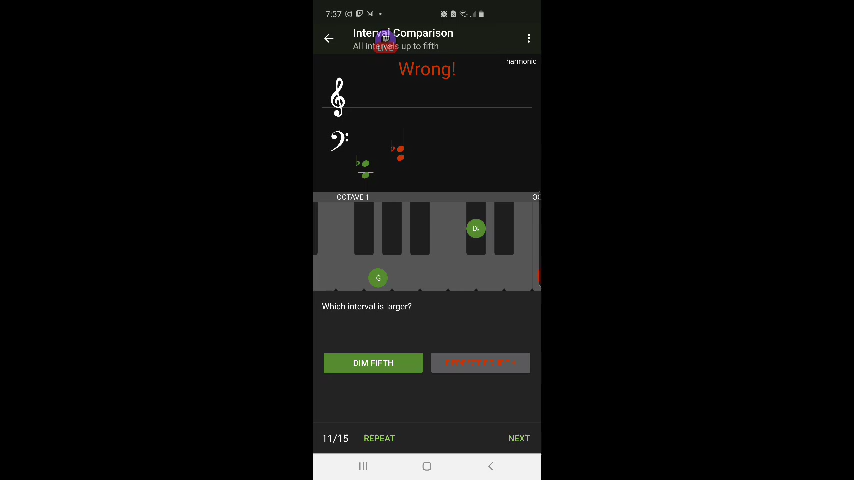 7:37
Interval Comparison
All intervals up to fifth
LIVE
harmonic
Wrong!
OCTAVE 1
D♭
G
Which interval is larger?
DIM FIFTH
11/15 REPEAT NEXT